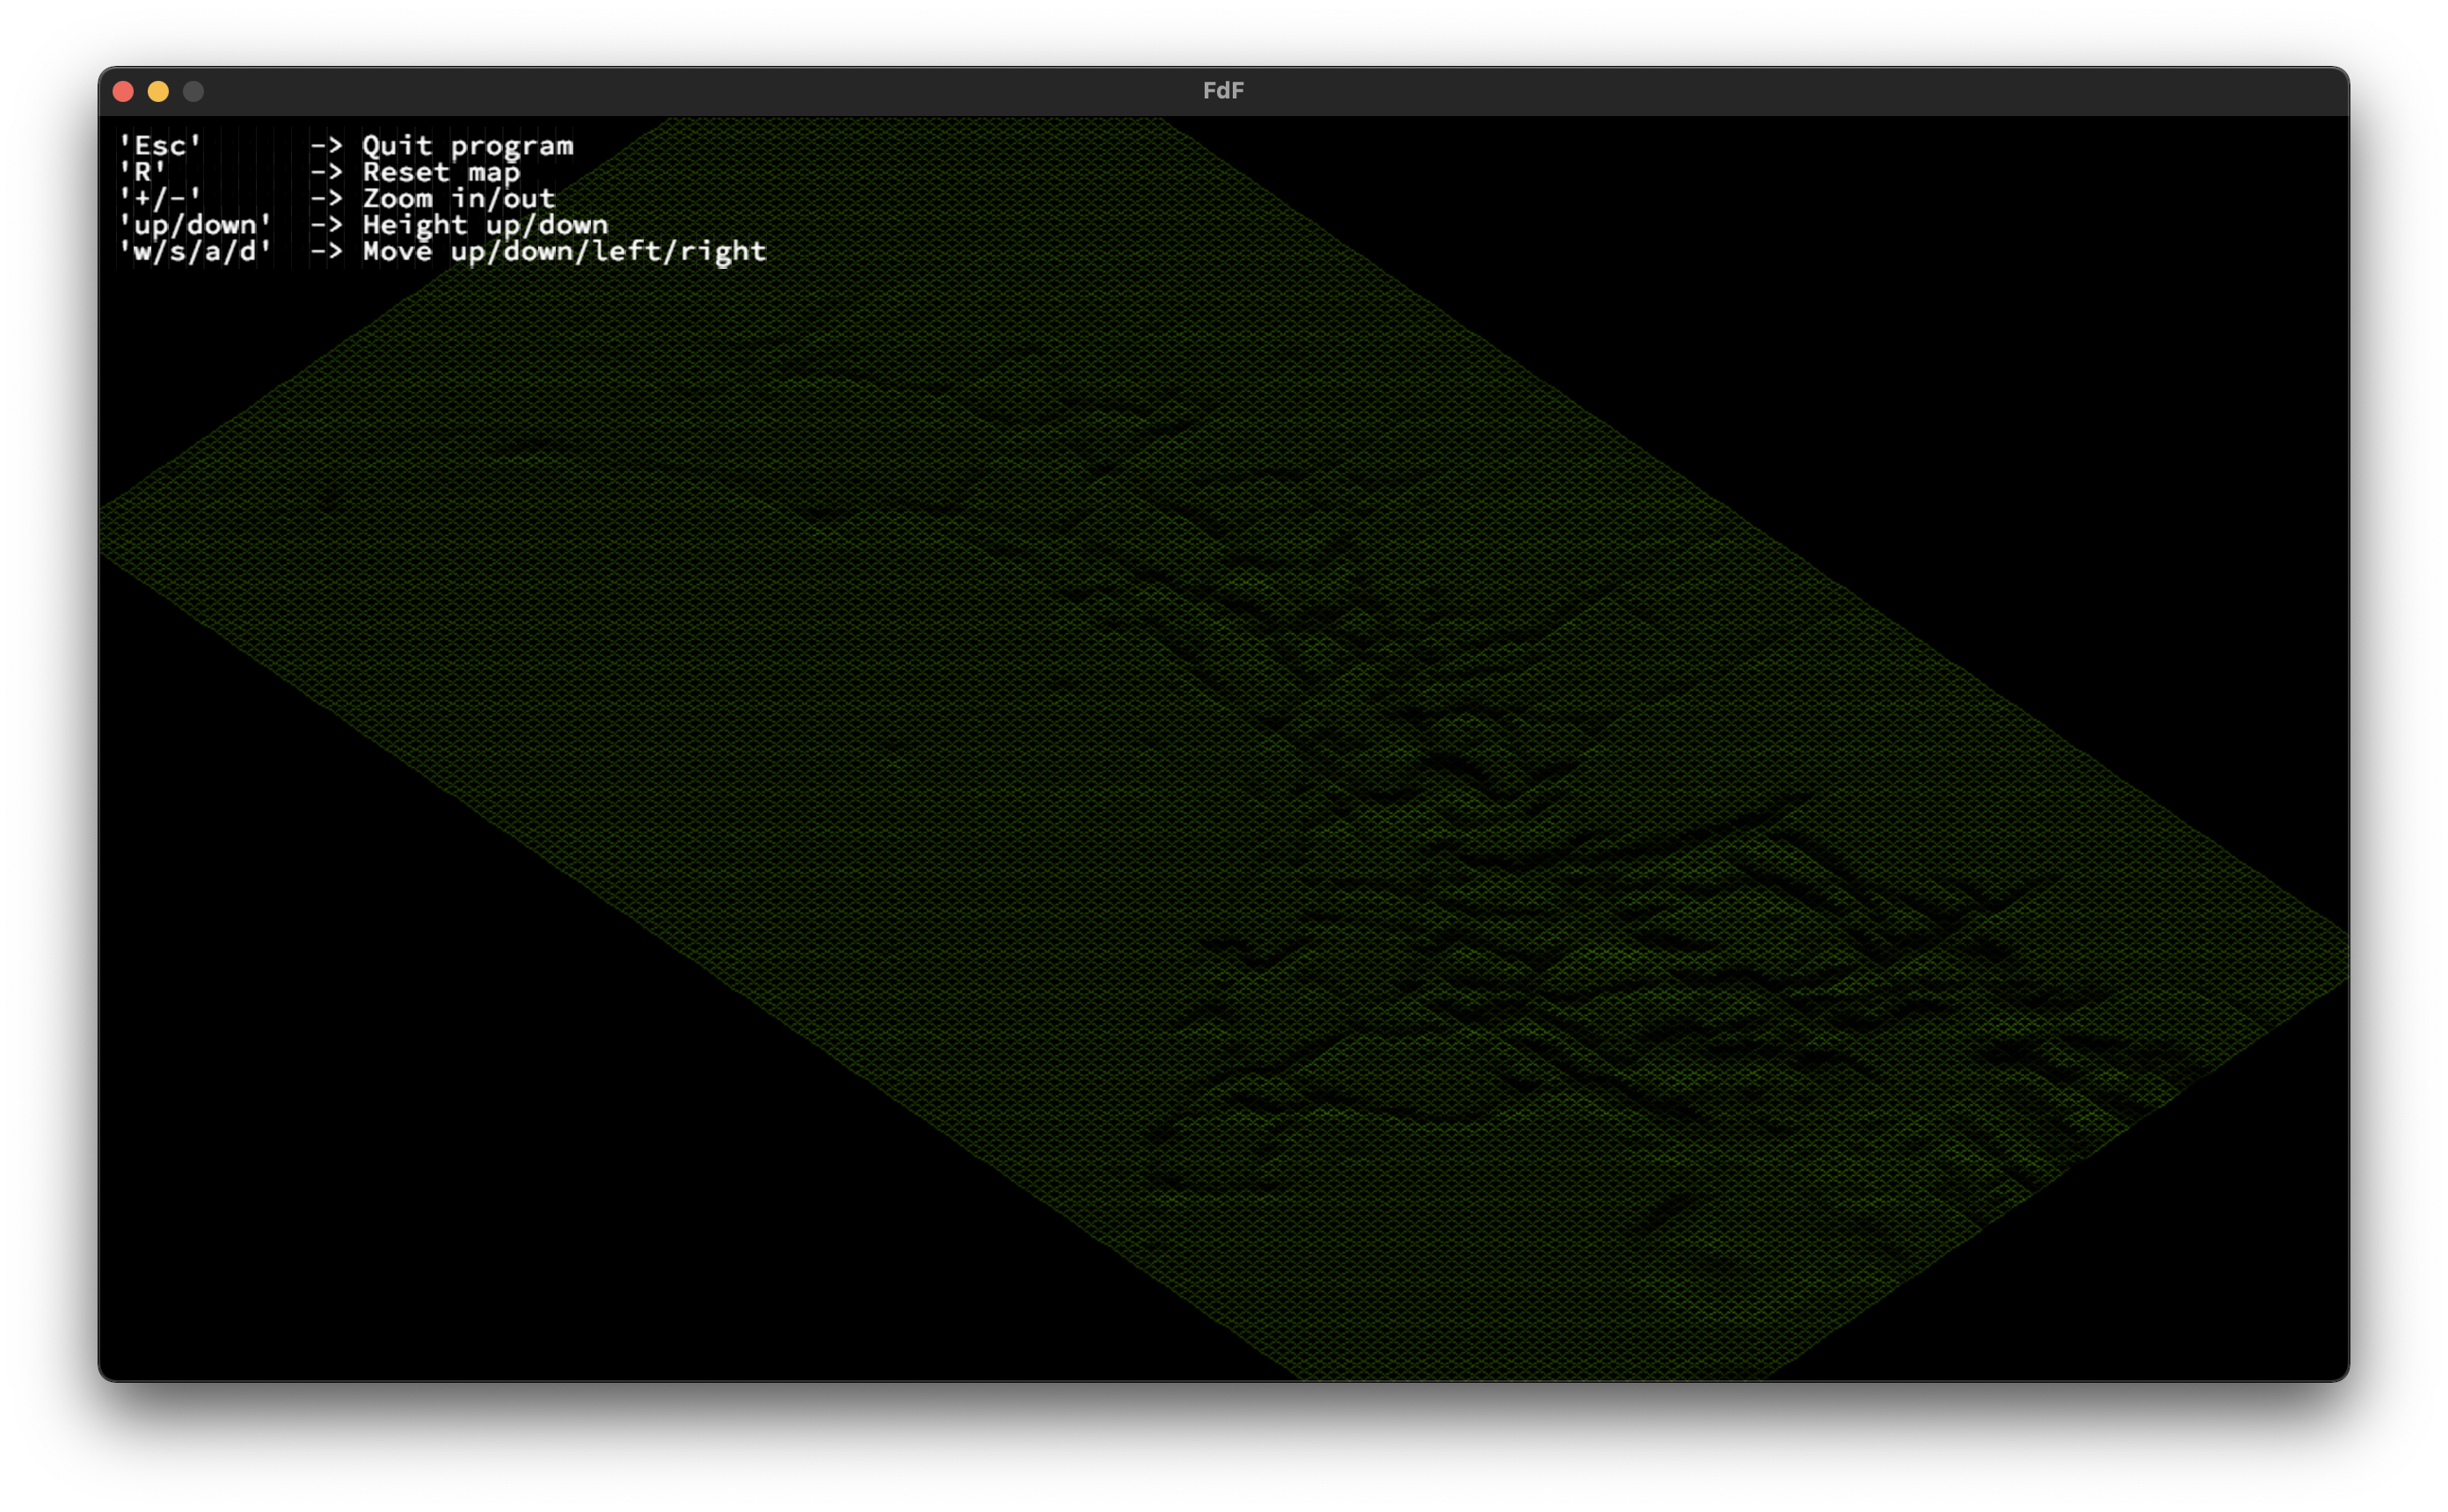 FdF
'Esc' -> Quit program
'R' -> Reset map
'+/-' -> Zoom in/out
'up/down' -> Height up/down
'w/s/a/d' -> Move up/down/left/right